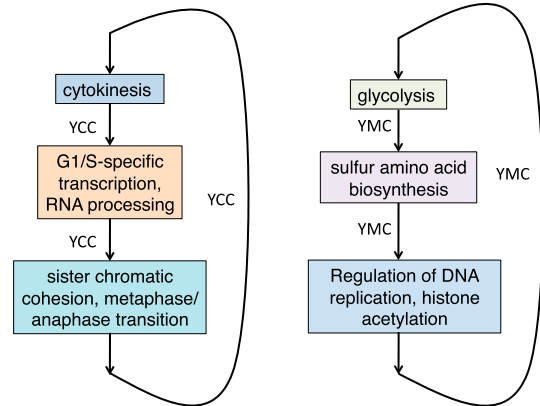 cytokinesis
YCC
G1/S-specific
transcription,
RNA processing
YCC
YCC
sister chromatic
cohesion, metaphase/
anaphase transition
glycolysis
YMC
sulfur amino acid
biosynthesis
YMC
YMC
Regulation of DNA
replication, histone
acetylation